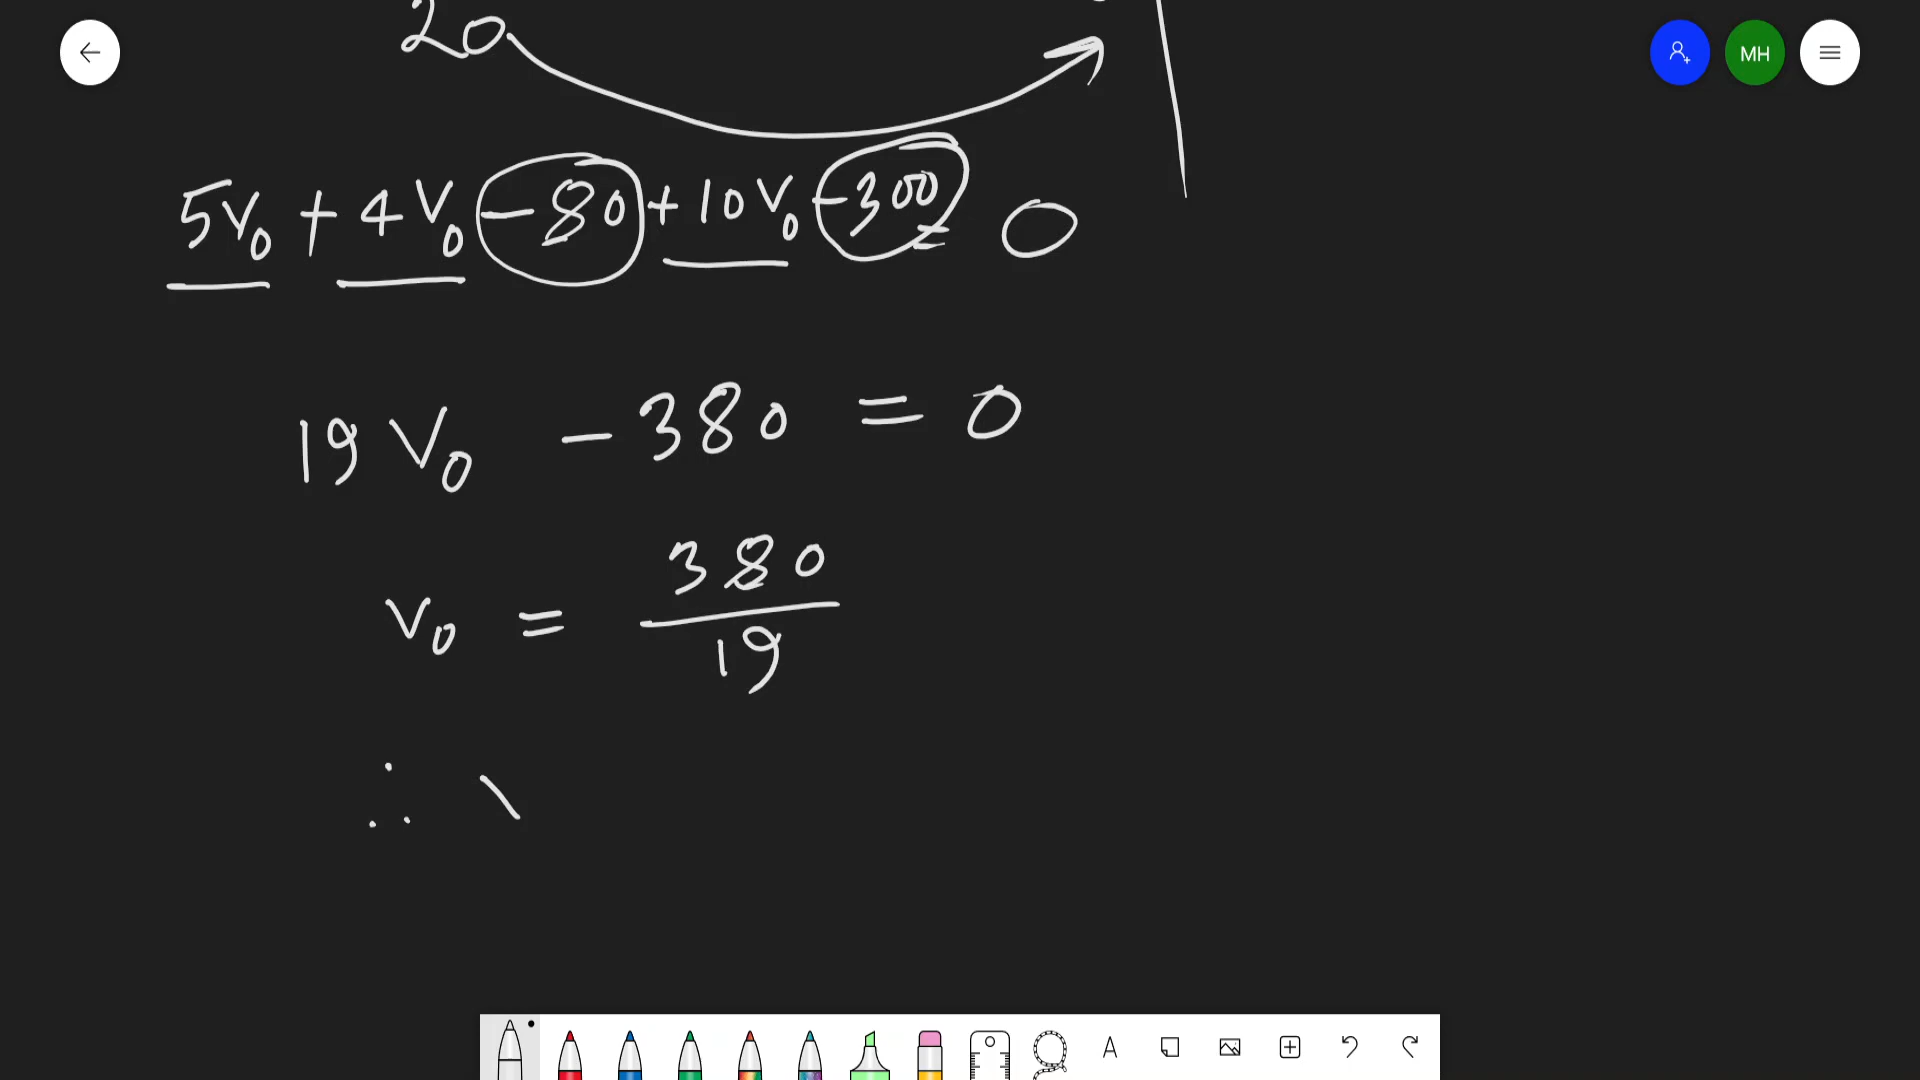 MH
20
5V₀ + 4V₀ - 80 + 10V₀ - 300 = 0
19 V₀ - 380 = 0
V₀ = 380/19
∴
A